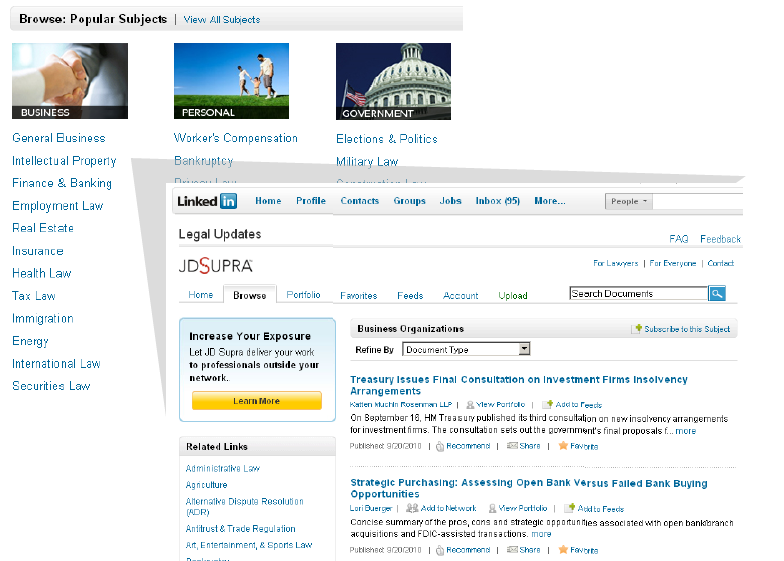 Browse: Popular Subjects | View All Subjects
BUSINESS
PERSONAL
GOVERNMENT
General Business
Intellectual Property
Finance & Banking
Employment Law
Real Estate
Insurance
Health Law
Tax Law
Immigration
Energy
International Law
Securities Law
Worker's Compensation
Bankruptcy
Privacy Law
Elections & Politics
Military Law
Construction Law
Linked in Home Profile Contacts Groups Jobs Inbox (95) More... People
Legal Updates
FAQ Feedback
JDSUPRA
For Lawyers | For Everyone | Contact
Home Browse Portfolio Favorites Feeds Account Upload Search Documents
Increase Your Exposure
Let JD Supra deliver your work
to professionals outside your
network.
Learn More
Related Links
Administrative Law
Agriculture
Alternative Dispute Resolution
(ADR)
Antitrust & Trade Regulation
Art, Entertainment, & Sports Law
Bankruptcy
Business Organizations Subscribe to this Subject
Refine By Document Type
Treasury Issues Final Consultation on Investment Firms Insolvency
Arrangements
Katten Muchin Rosenman LLP | View Portfolio | Add to Feeds
On September 16, HM Treasury published its third consultation on new insolvency arrangements
for investment firms. The consultation sets out the government's final proposals f... more
Published 9/20/2010 | Recommend | Share | Favorite
Strategic Purchasing: Assessing Open Bank Versus Failed Bank Buying
Opportunities
Lori Buerger | Add to Network | View Portfolio | Add to Feeds
Concise summary of the pros, cons and strategic opportunities associated with open bank/branch
acquisitions and FDIC-assisted transactions. more
Published 9/20/2010 | Recommend | Share | Favorite